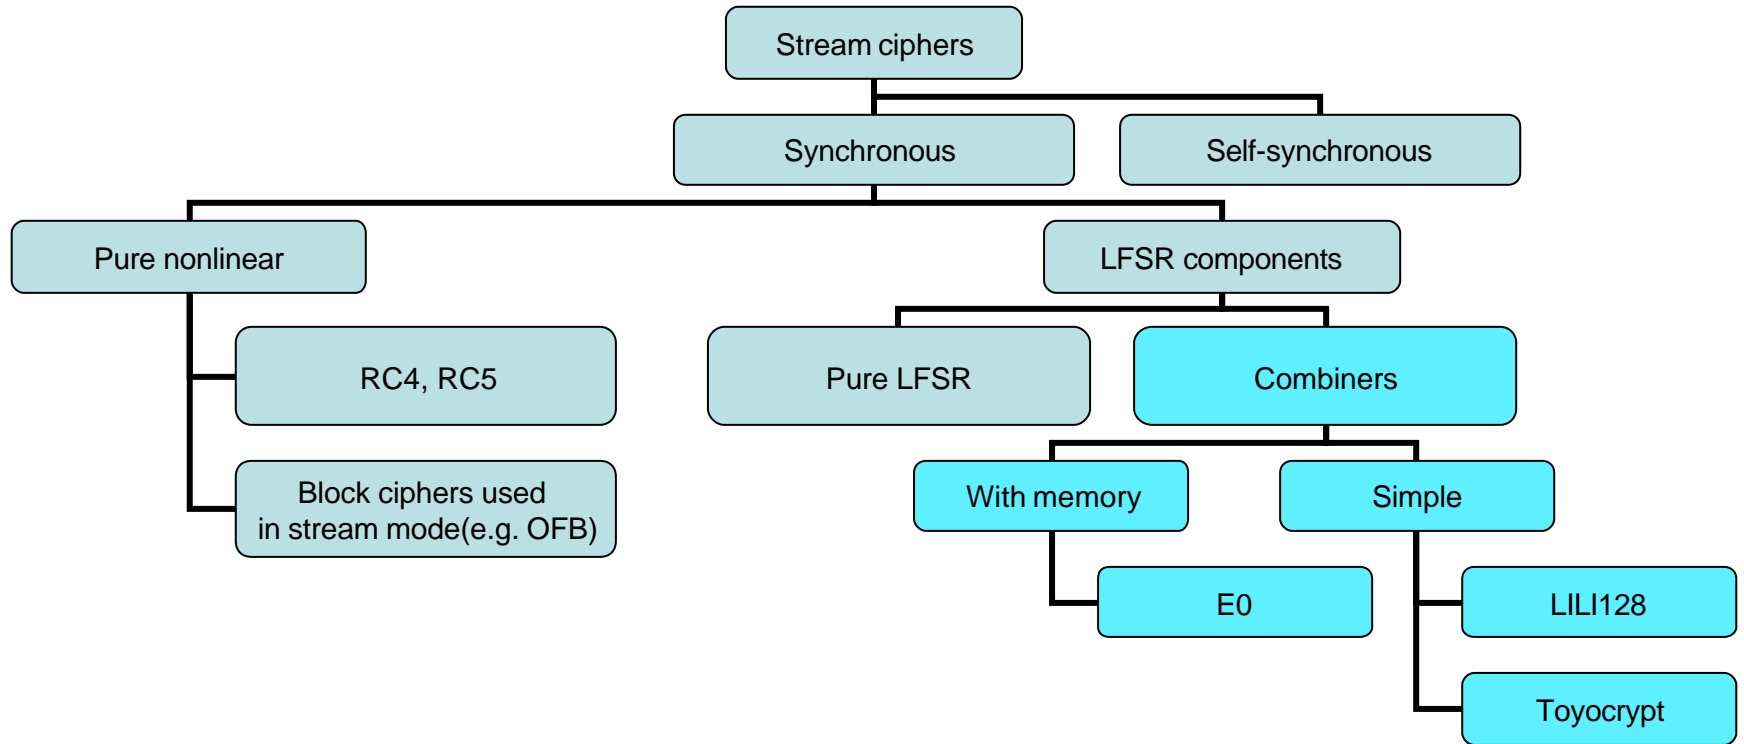 Stream ciphers
Synchronous
Self-synchronous
Pure nonlinear
LFSR components
RC4, RC5
Pure LFSR
Combiners
Block ciphers used
in stream mode(e.g. OFB)
With memory
Simple
E0
LILI128
Toyocrypt